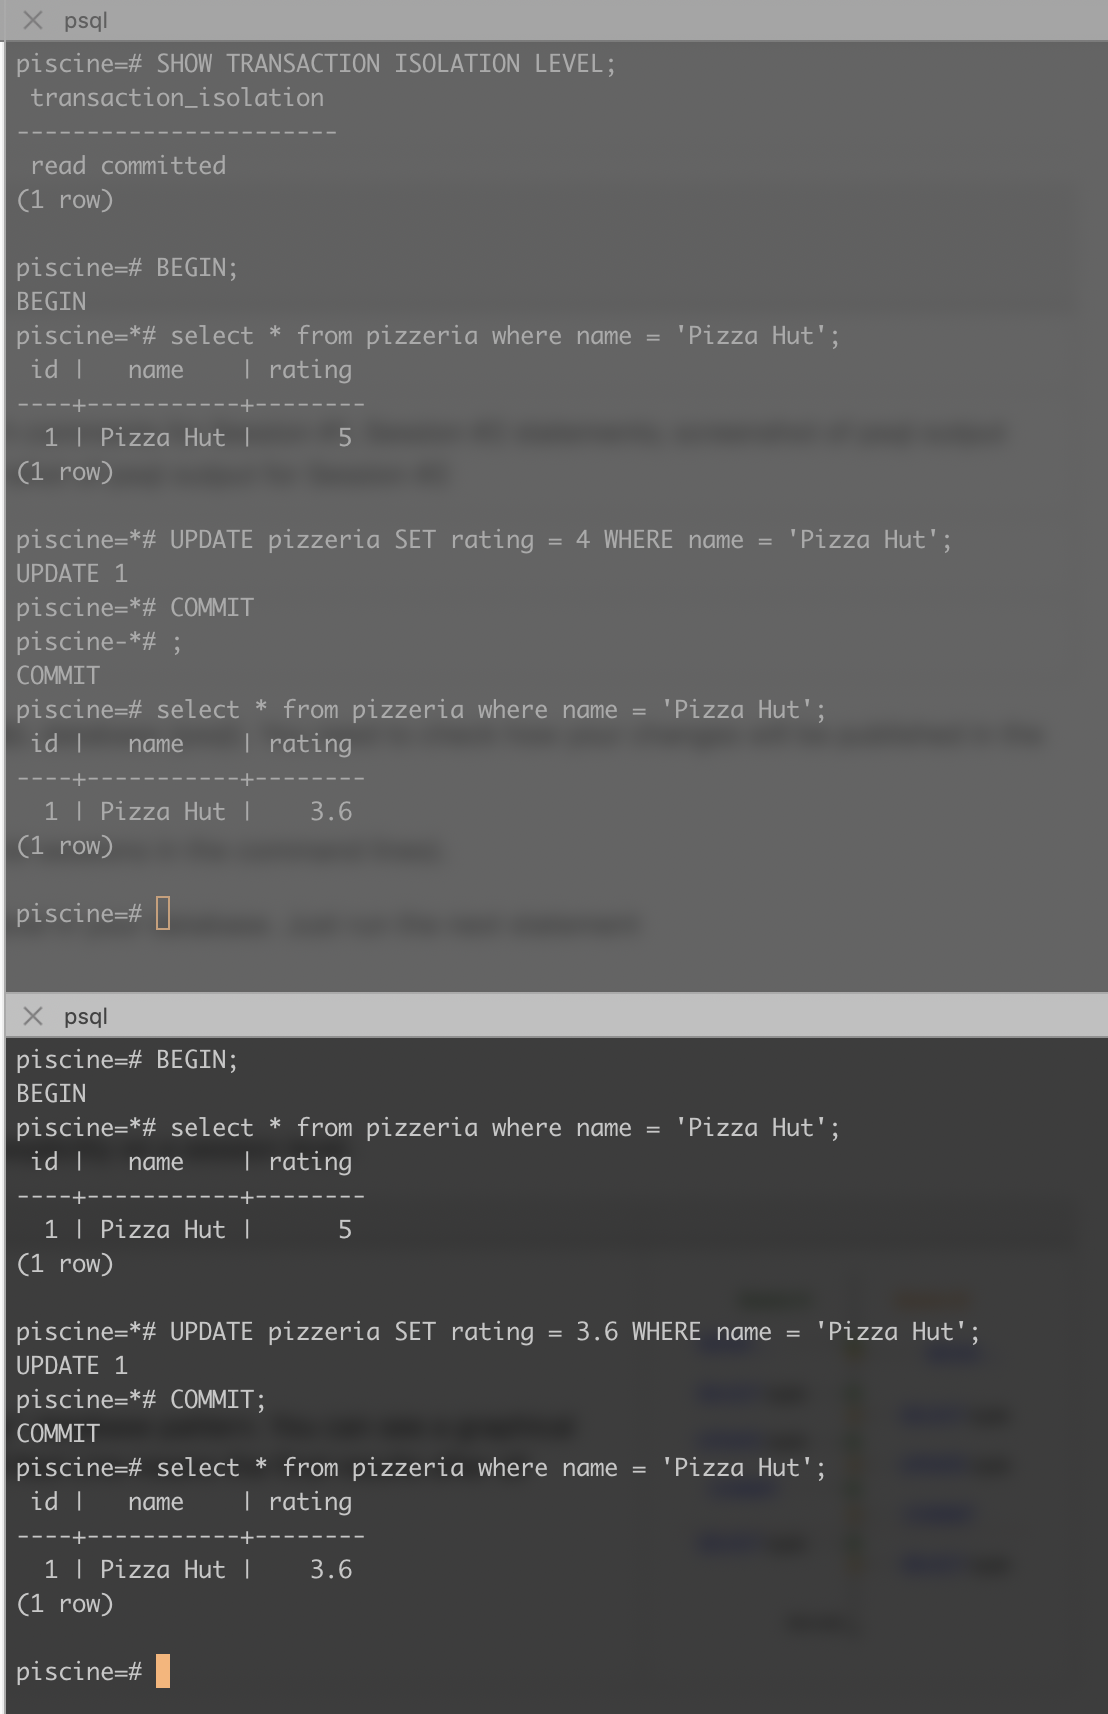 psql
piscine=# SHOW TRANSACTION ISOLATION LEVEL;
 transaction_isolation
-----------------------
 read committed
(1 row)

piscine=# BEGIN;
BEGIN
piscine=*# select * from pizzeria where name = 'Pizza Hut';
 id |   name    | rating
----+-----------+--------
  1 | Pizza Hut |      5
(1 row)

piscine=*# UPDATE pizzeria SET rating = 4 WHERE name = 'Pizza Hut';
UPDATE 1
piscine=*# COMMIT
piscine-*# ;
COMMIT
piscine=# select * from pizzeria where name = 'Pizza Hut';
 id |   name    | rating
----+-----------+--------
  1 | Pizza Hut |    3.6
(1 row)

piscine=#
psql
piscine=# BEGIN;
BEGIN
piscine=*# select * from pizzeria where name = 'Pizza Hut';
 id |   name    | rating
----+-----------+--------
  1 | Pizza Hut |      5
(1 row)

piscine=*# UPDATE pizzeria SET rating = 3.6 WHERE name = 'Pizza Hut';
UPDATE 1
piscine=*# COMMIT;
COMMIT
piscine=# select * from pizzeria where name = 'Pizza Hut';
 id |   name    | rating
----+-----------+--------
  1 | Pizza Hut |    3.6
(1 row)

piscine=#